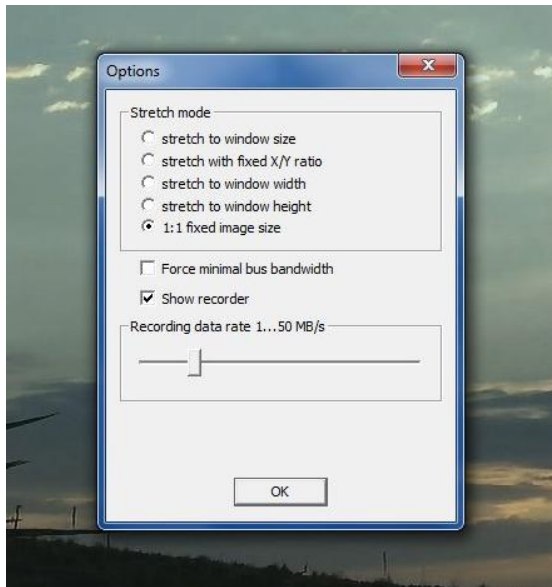 Options
X
Stretch mode
stretch to window size
stretch with fixed X/Y ratio
stretch to window width
stretch to window height
1:1 fixed image size
Force minimal bus bandwidth
Show recorder
Recording data rate 1...50 MB/s
OK